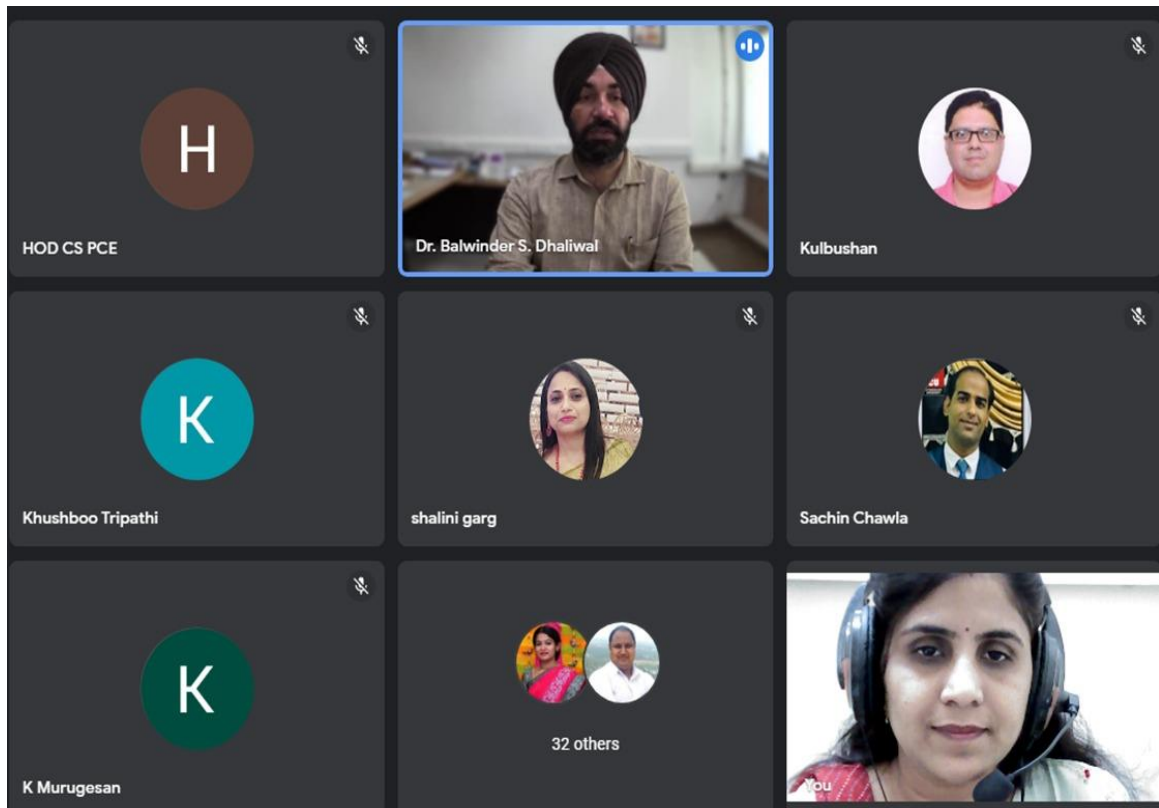 H
HOD CS PCE
Dr. Balwinder S. Dhaliwal
Kulbushan
K
Khushboo Tripathi
shalini garg
Sachin Chawla
K
K Murugesan
32 others
You